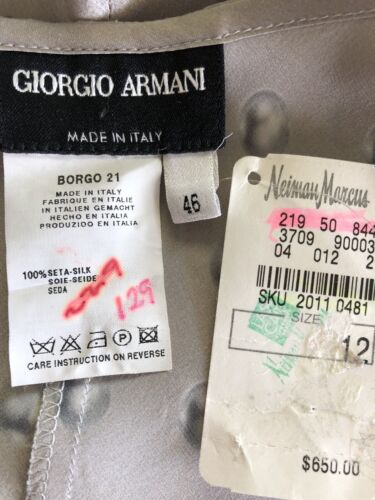 GIORGIO ARMANI
MADE IN ITALY
BORGO 21
MADE IN ITALY
FABRIQUE EN ITALIE
IN ITALIEN GEMACHT
HECHO EN ITALIA
PRODUZIDO EN ITALIA
46
100%SETA-SILK
SOIE-SEIDE
SEDA
129
CARE INSTRUCTION ON REVERSE
Neiman Marcus
219 50 844
3709 90003
04 012 2
SKU 2011 0481
SIZE
12
$650.00